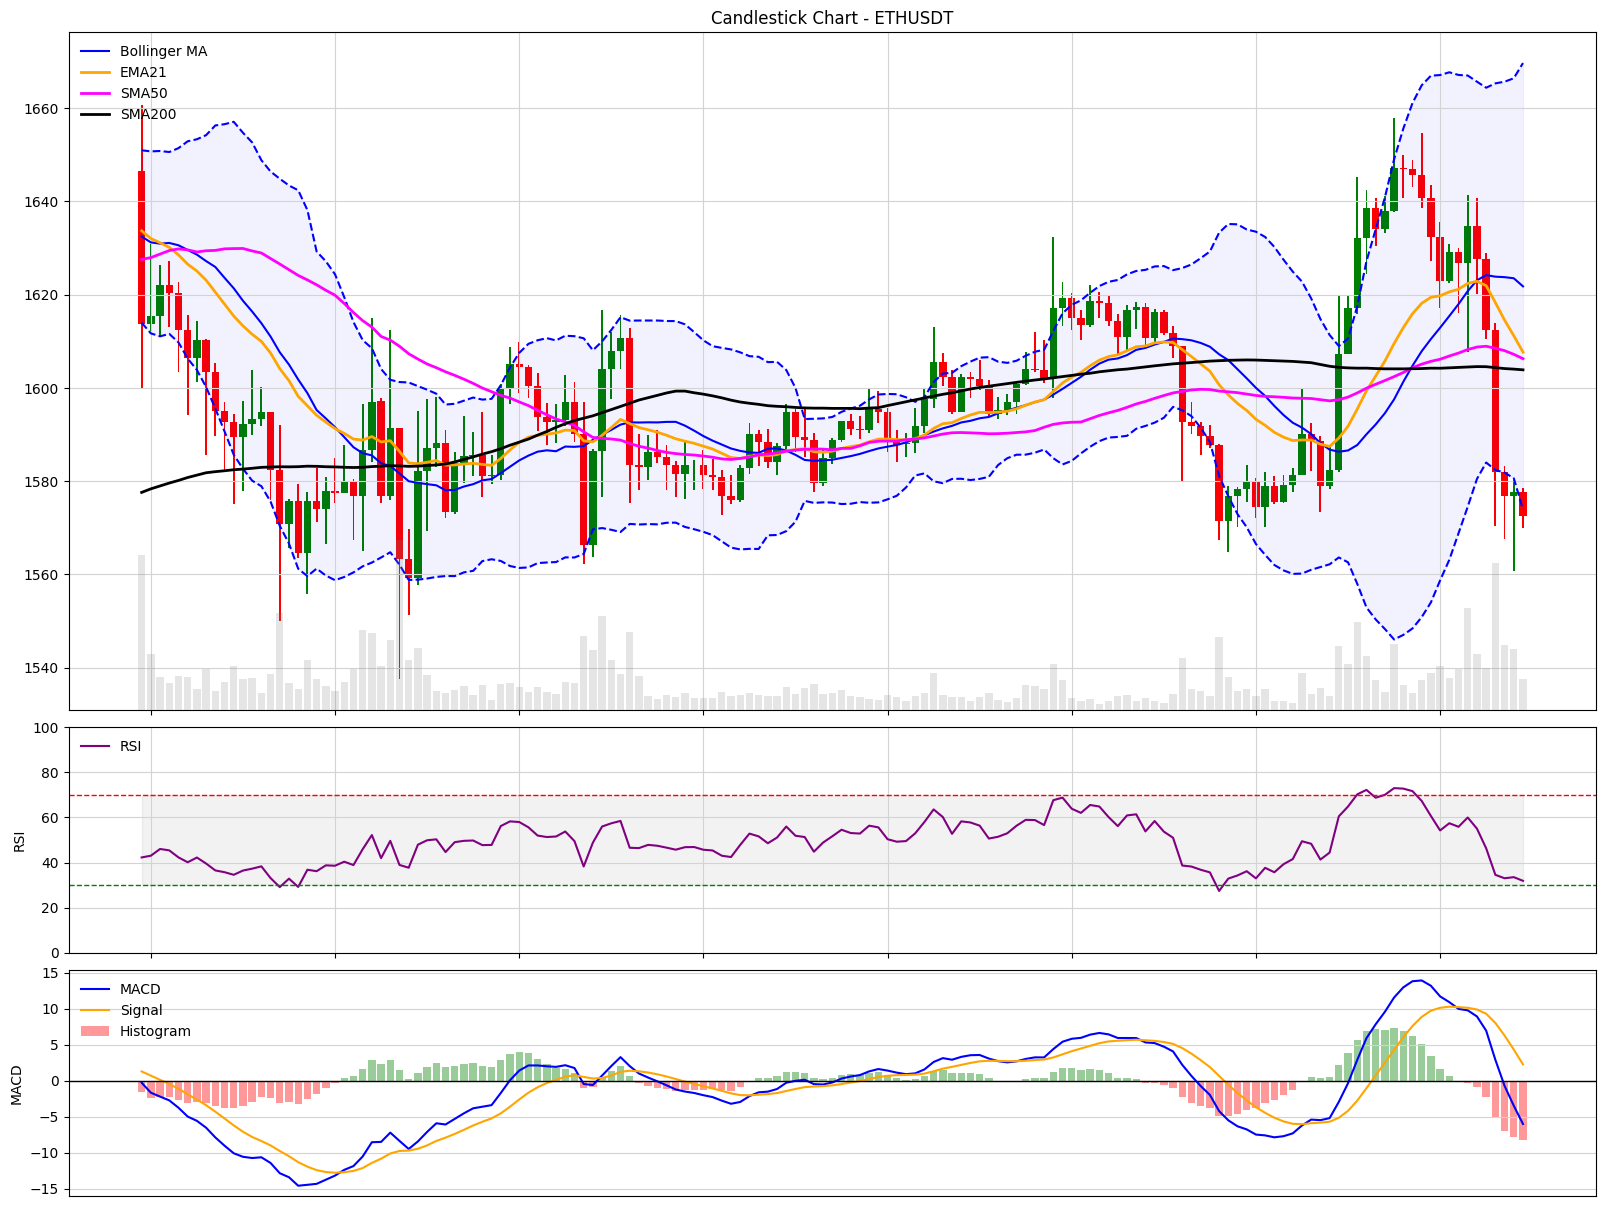 Candlestick Chart - ETHUSDT
Bollinger MA
EMA21
SMA50
SMA200
1660
1640
1620
1600
1580
1560
1540
RSI
100
80
60
40
20
0
RSI
MACD
Signal
Histogram
15
10
5
0
−5
−10
−15
MACD